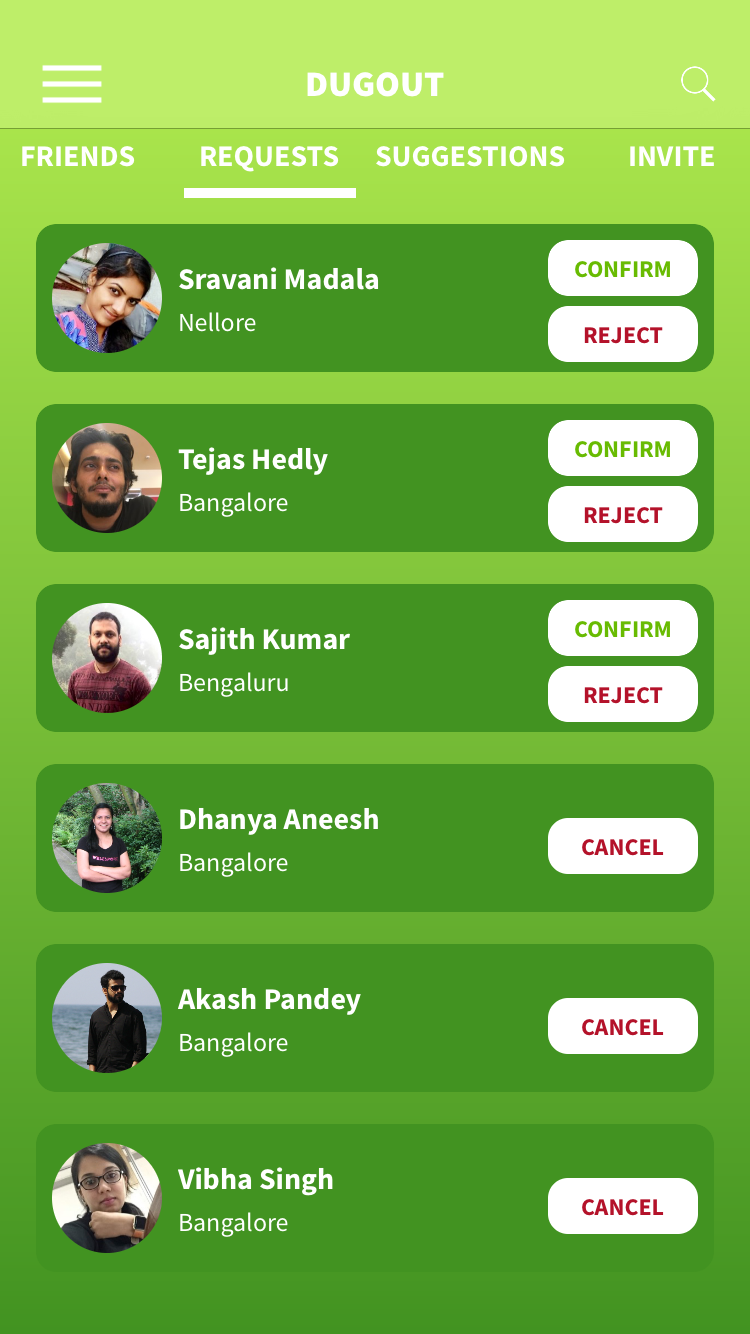 DUGOUT
FRIENDS REQUESTS SUGGESTIONS INVITE
Sravani Madala
Nellore
CONFIRM
REJECT
Tejas Hedly
Bangalore
CONFIRM
REJECT
Sajith Kumar
Bengaluru
CONFIRM
REJECT
Dhanya Aneesh
Bangalore
CANCEL
Akash Pandey
Bangalore
CANCEL
Vibha Singh
Bangalore
CANCEL